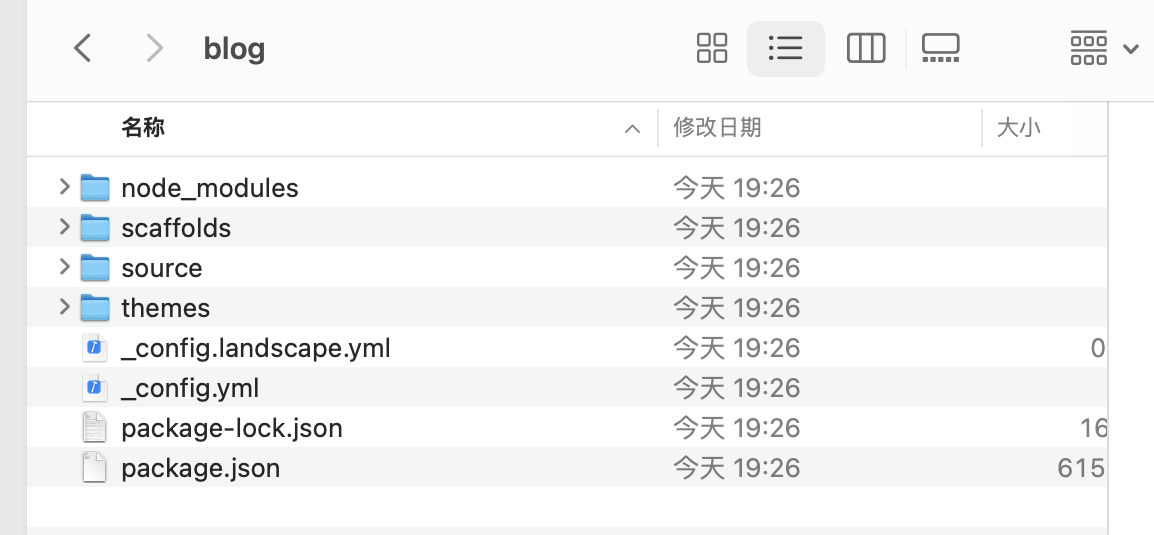 blog
名称 修改日期 大小
node_modules 今天 19:26
scaffolds 今天 19:26
source 今天 19:26
themes 今天 19:26
_config.landscape.yml 今天 19:26 0
_config.yml 今天 19:26
package-lock.json 今天 19:26 16
package.json 今天 19:26 615